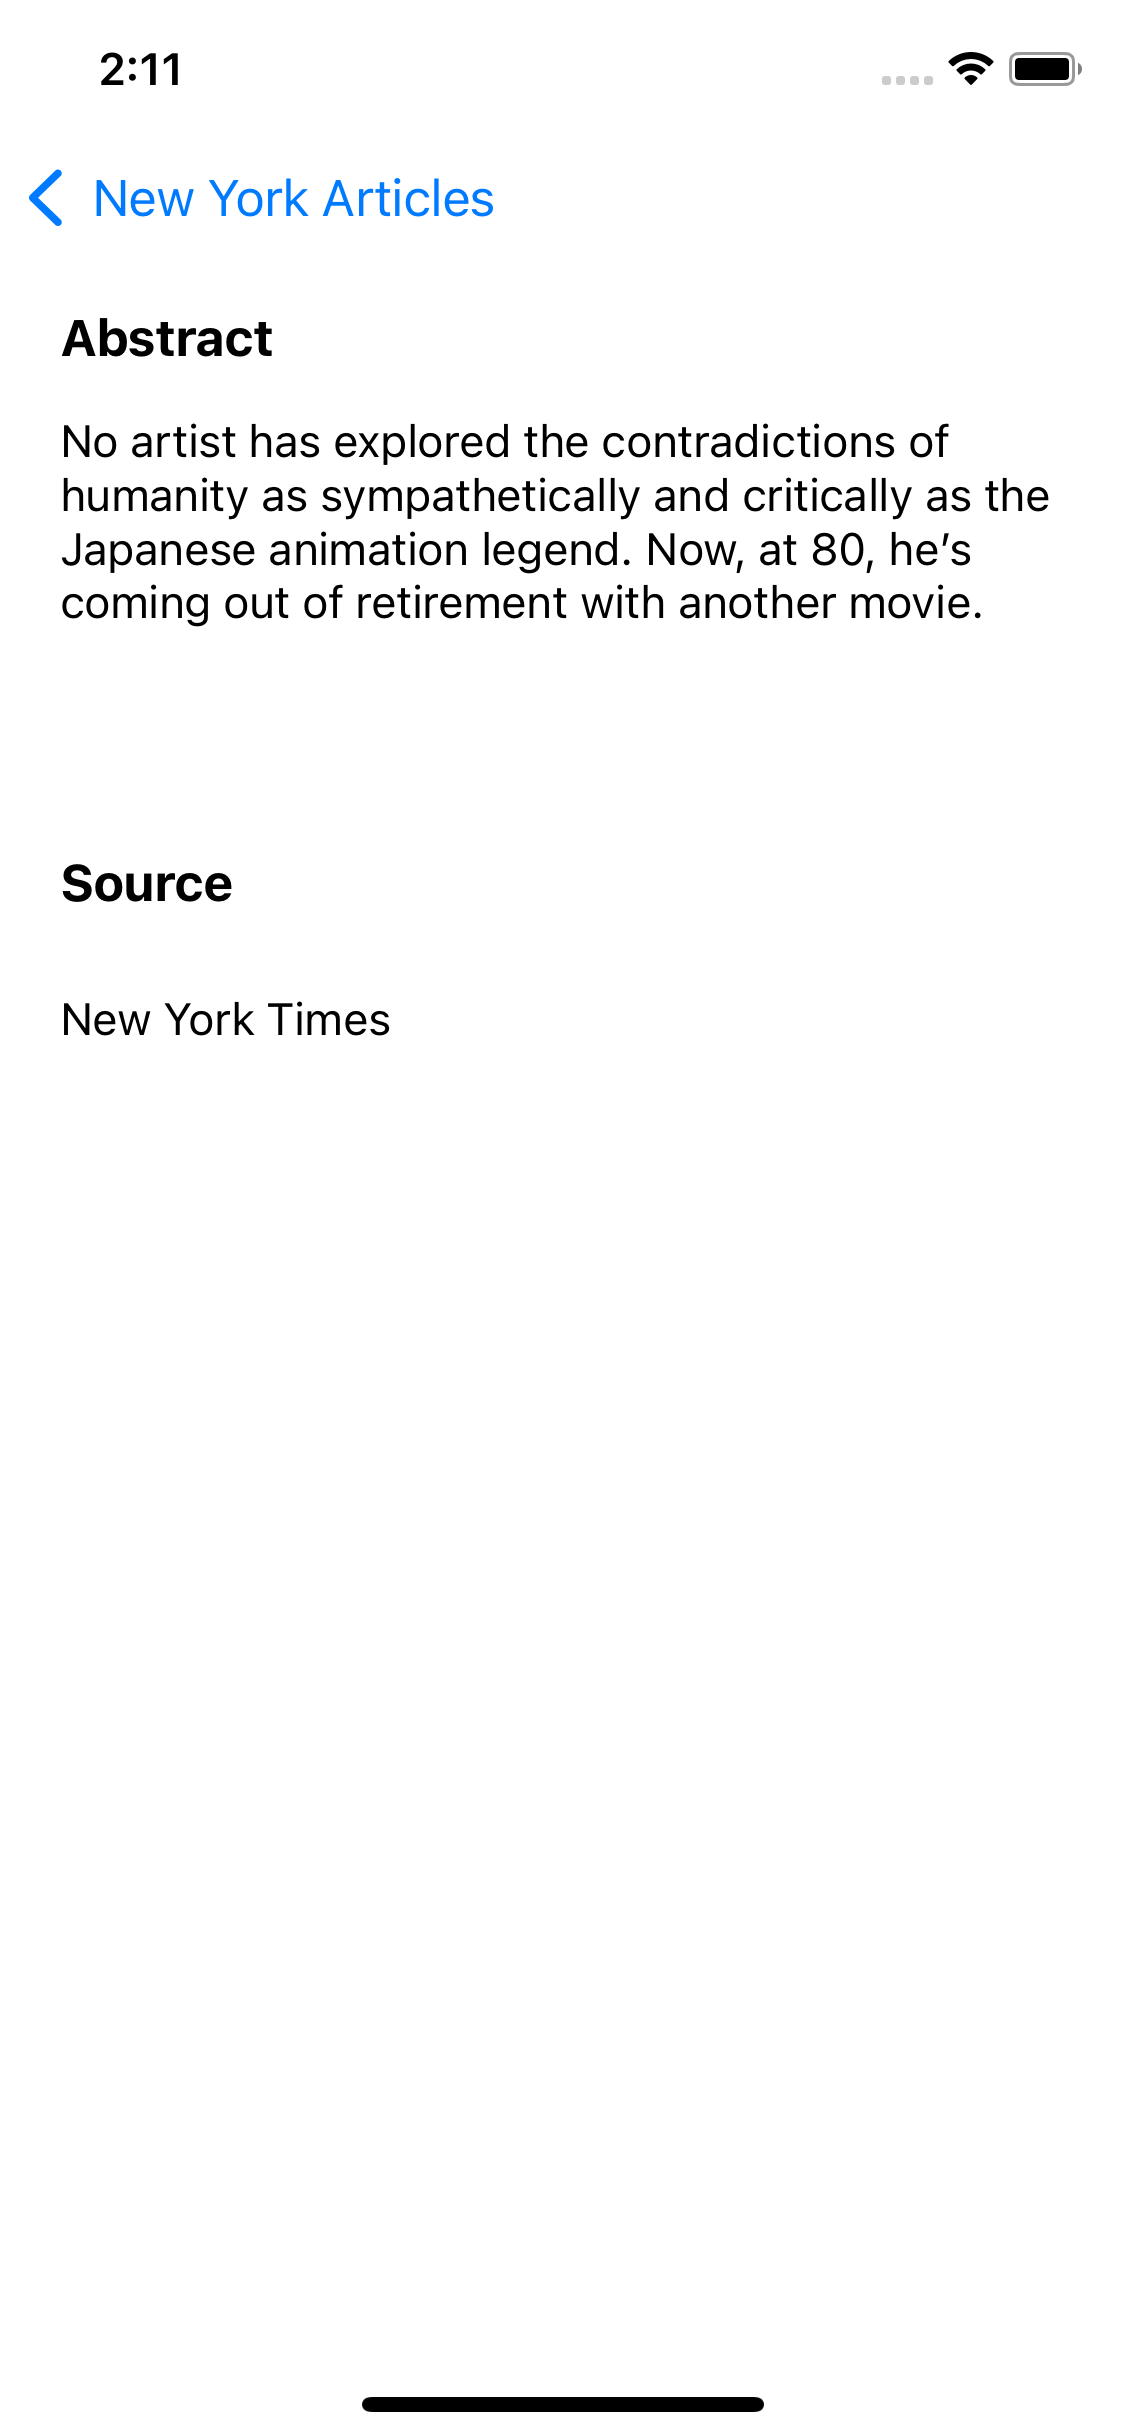 2:11
New York Articles
Abstract
No artist has explored the contradictions of
humanity as sympathetically and critically as the
Japanese animation legend. Now, at 80, he’s
coming out of retirement with another movie.
Source
New York Times